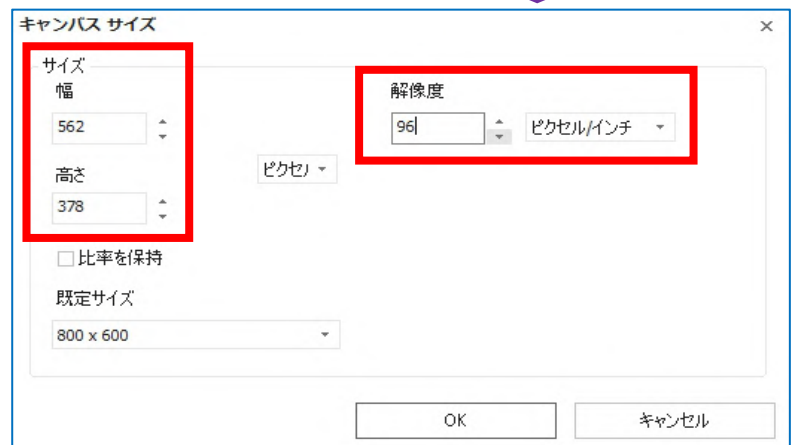 キャンバス サイズ
サイズ
幅
562
高さ
378
ピクセ
比率を保持
既定サイズ
800 x 600
解像度
96
ピクセル/インチ
OK
キャンセル